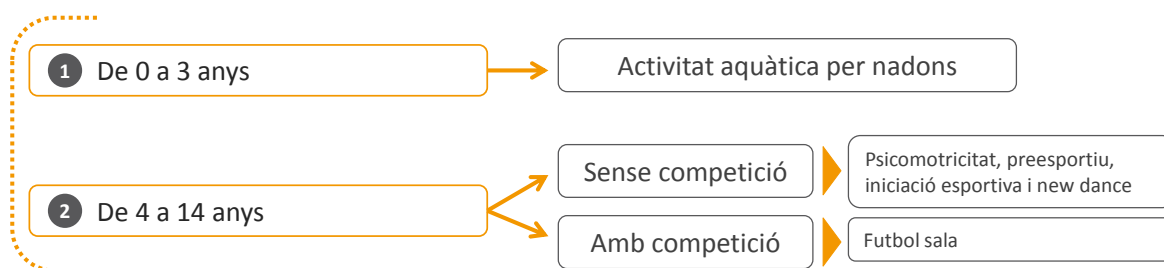 1 De 0 a 3 anys
Activitat aquàtica per nadons
2 De 4 a 14 anys
Sense competició
Psicomotricitat, preesportiu,
iniciació esportiva i new dance
Amb competició
Futbol sala